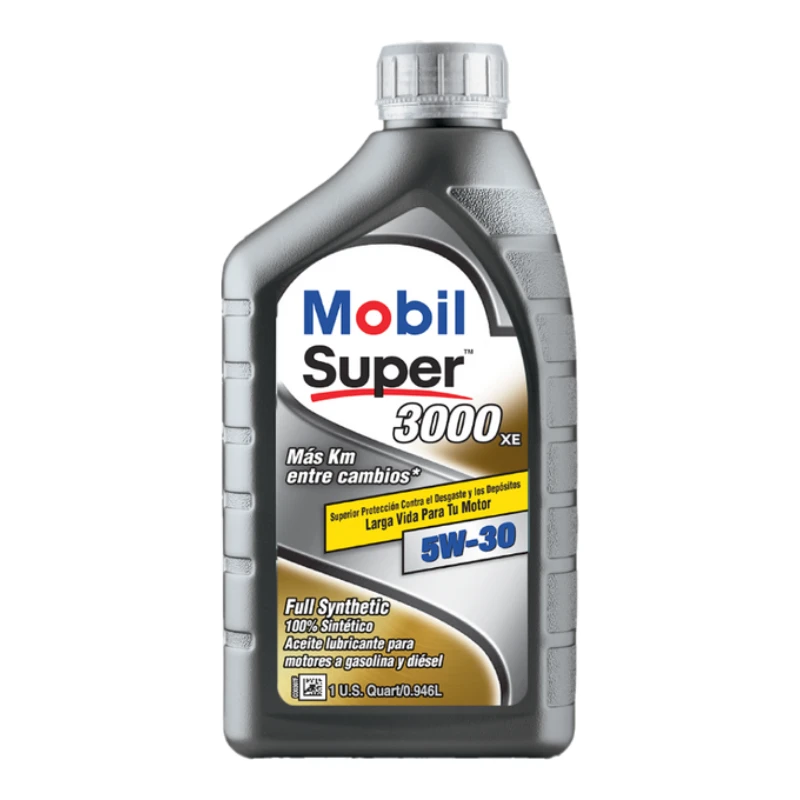 Mobil
Super™
3000 XE
Más Km
entre cambios*
Superior Protección Contra el Desgaste y los Depósitos
Larga Vida Para Tu Motor
5W-30
Full Synthetic
100% Sintético
Aceite lubricante para
motores a gasolina y diésel
1 U.S. Quart/0.946L